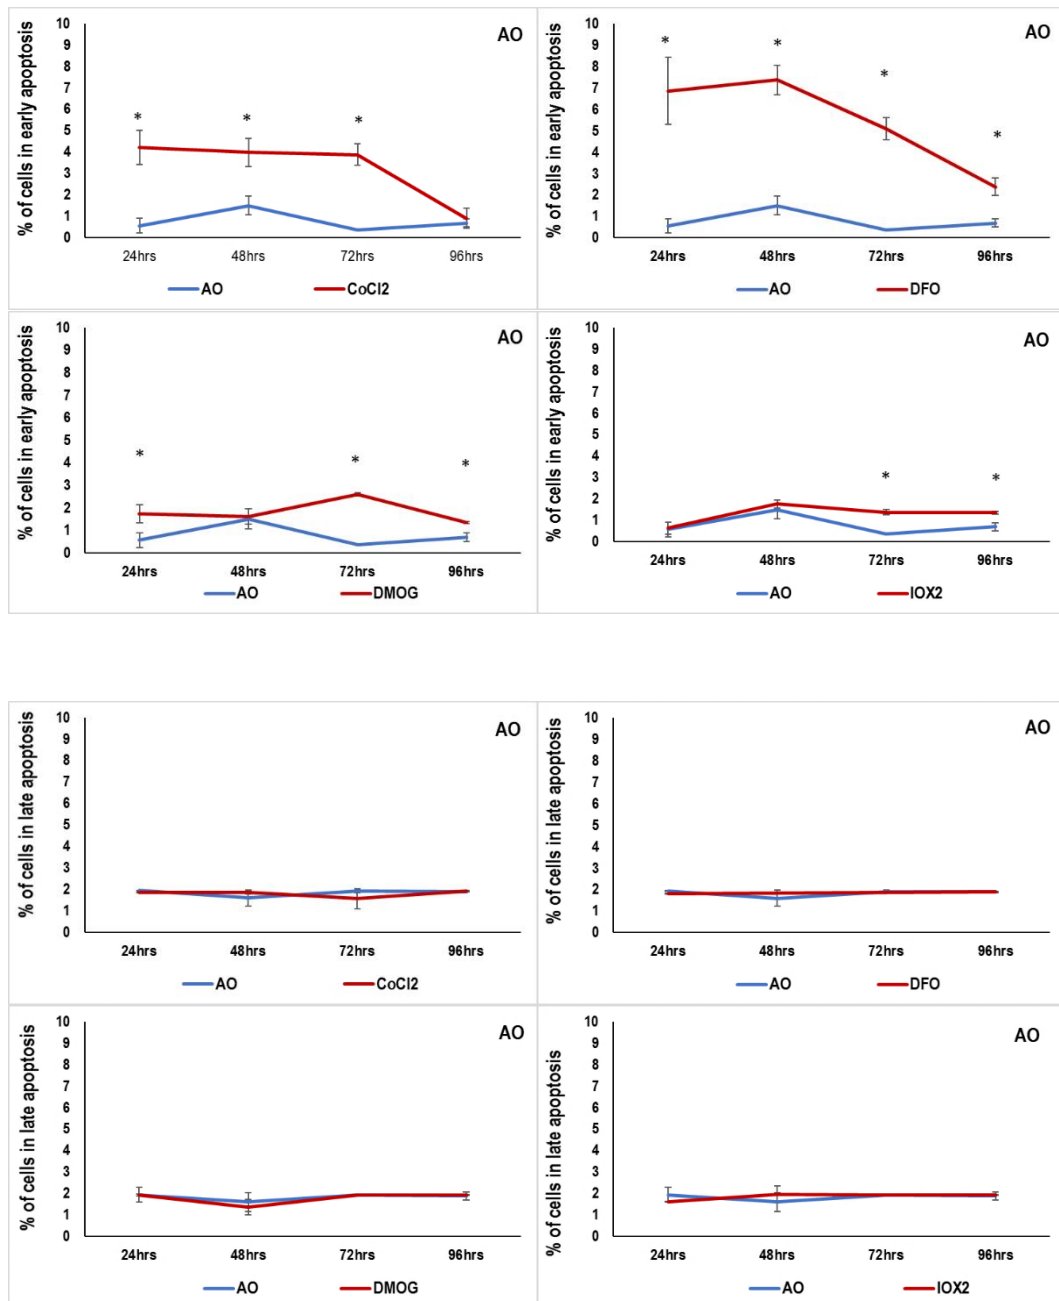 AO
% of cells in early apoptosis
10
9
8
7
6
5
4
3
2
1
0
* * *
24hrs 48hrs 72hrs 96hrs
AO CoCl2
AO
% of cells in early apoptosis
10
9
8
7
6
5
4
3
2
1
0
* * * *
24hrs 48hrs 72hrs 96hrs
AO DFO
AO
% of cells in early apoptosis
10
9
8
7
6
5
4
3
2
1
0
* * *
24hrs 48hrs 72hrs 96hrs
AO DMOG
AO
% of cells in early apoptosis
10
9
8
7
6
5
4
3
2
1
0
* *
24hrs 48hrs 72hrs 96hrs
AO IOX2
AO
% of cells in late apoptosis
10
9
8
7
6
5
4
3
2
1
0
24hrs 48hrs 72hrs 96hrs
AO CoCl2
AO
% of cells in late apoptosis
10
9
8
7
6
5
4
3
2
1
0
24hrs 48hrs 72hrs 96hrs
AO DFO
AO
% of cells in late apoptosis
10
9
8
7
6
5
4
3
2
1
0
24hrs 48hrs 72hrs 96hrs
AO DMOG
AO
% of cells in late apoptosis
10
9
8
7
6
5
4
3
2
1
0
24hrs 48hrs 72hrs 96hrs
AO IOX2